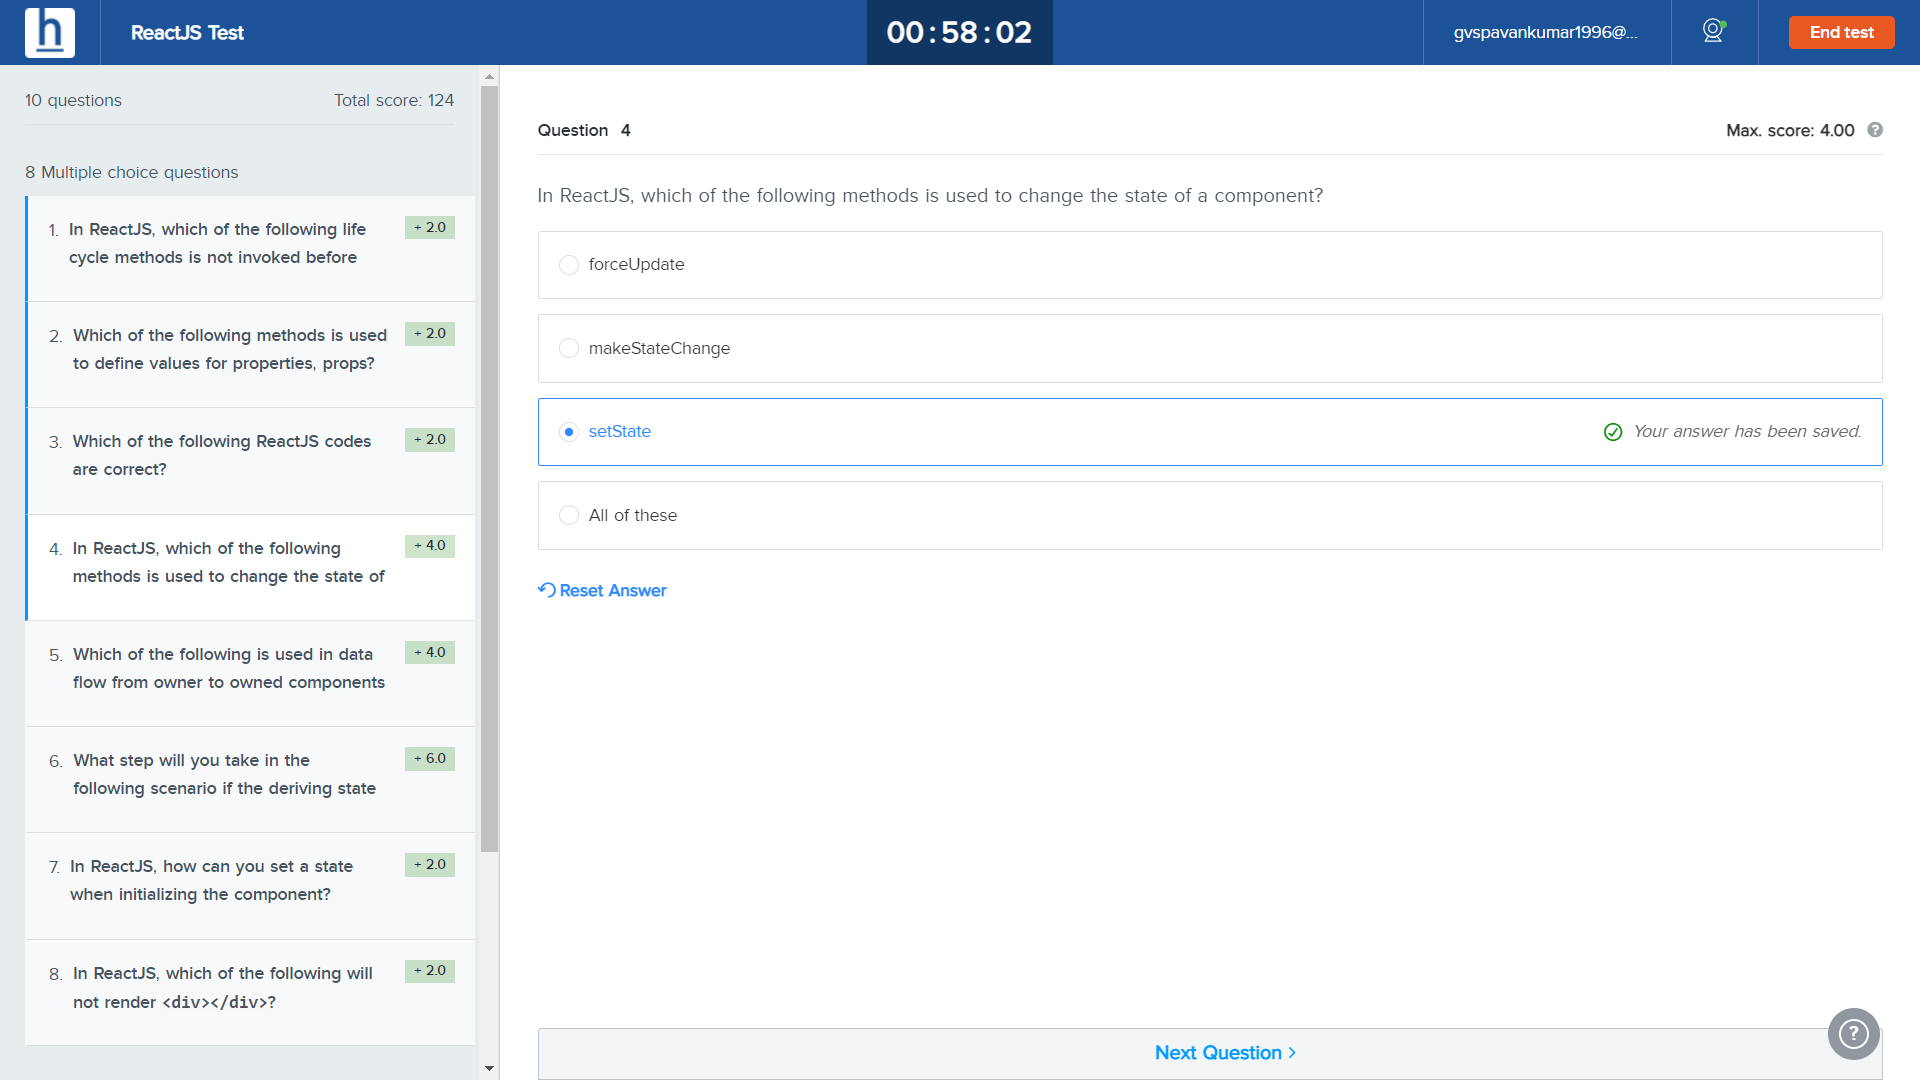 h
ReactJS Test
00:58:02
gvspavankumar1996@...
End test
10 questions
Total score: 124
8 Multiple choice questions
1. In ReactJS, which of the following life
cycle methods is not invoked before
+ 2.0
2. Which of the following methods is used
to define values for properties, props?
+ 2.0
3. Which of the following ReactJS codes
are correct?
+ 2.0
4. In ReactJS, which of the following
methods is used to change the state of
+ 4.0
5. Which of the following is used in data
flow from owner to owned components
+ 4.0
6. What step will you take in the
following scenario if the deriving state
+ 6.0
7. In ReactJS, how can you set a state
when initializing the component?
+ 2.0
8. In ReactJS, which of the following will
not render <div></div>?
+ 2.0
Question 4
Max. score: 4.00 ?
In ReactJS, which of the following methods is used to change the state of a component?
forceUpdate
makeStateChange
setState
Your answer has been saved.
All of these
Reset Answer
Next Question >
?